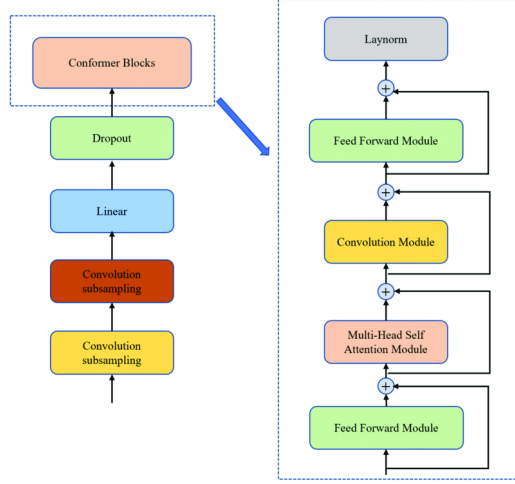 Conformer Blocks
Dropout
Linear
Convolution
subsampling
Convolution
subsampling
Laynorm
+
Feed Forward Module
+
Convolution Module
+
Multi-Head Self
Attention Module
+
Feed Forward Module